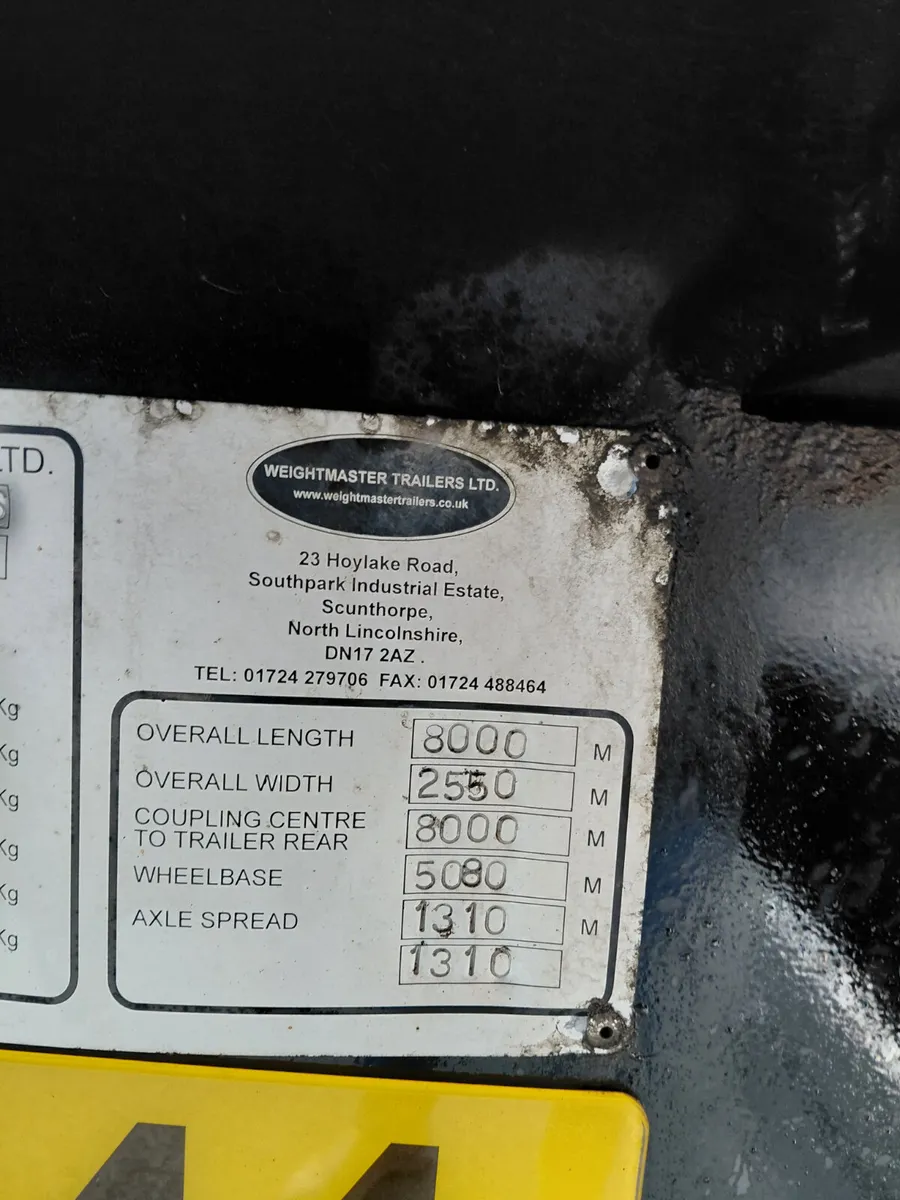 LTD.
WEIGHTMASTER TRAILERS LTD.
www.weightmastertrailers.co.uk
23 Hoylake Road,
Southpark Industrial Estate,
Scunthorpe,
North Lincolnshire,
DN17 2AZ .
TEL: 01724 279706 FAX: 01724 488464
Kg
Kg
Kg
Kg
Kg
Kg
OVERALL LENGTH 8000 M
OVERALL WIDTH 2550 M
COUPLING CENTRE
TO TRAILER REAR 8000 M
WHEELBASE 5080 M
AXLE SPREAD 1310 M
1310